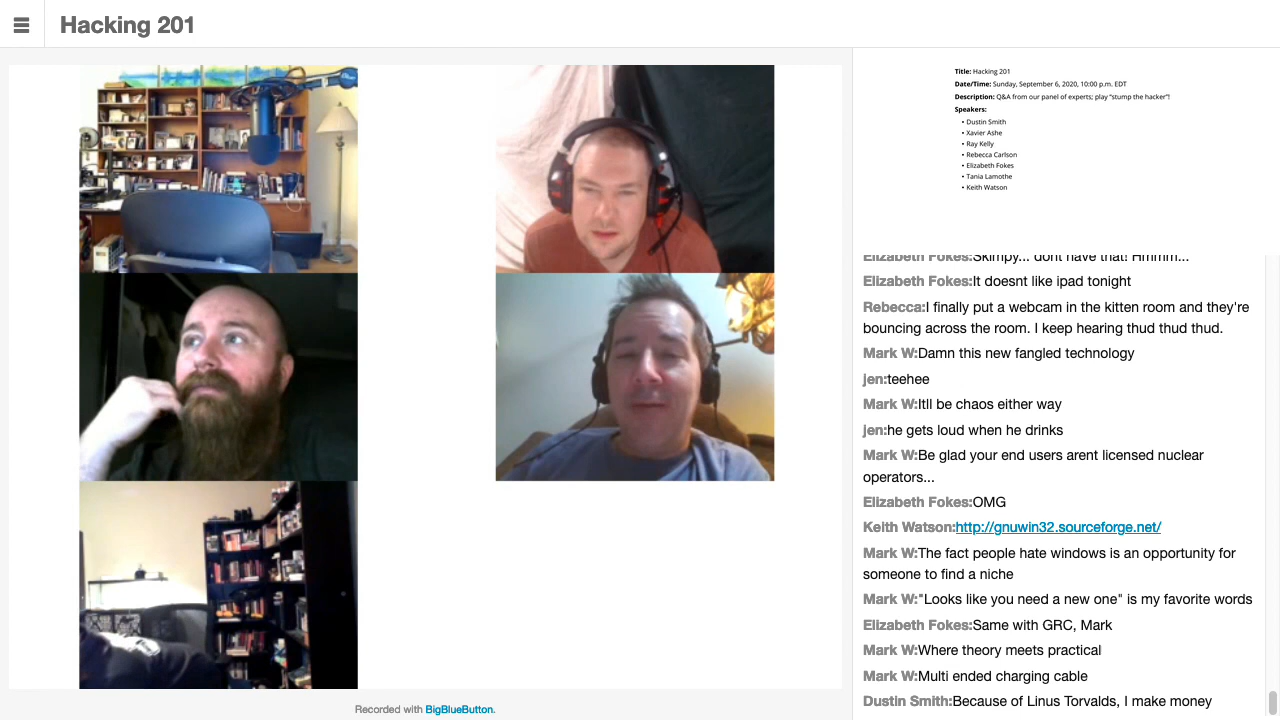 Hacking 201
Title: Hacking 201
Date/Time: Sunday, September 6, 2020, 10:00 p.m. EDT
Description: Q&A from our panel of experts; play "stump the hacker"!
Speakers:
• Dustin Smith
• Xavier Ashe
• Ray Kelly
• Rebecca Carlson
• Elizabeth Fokes
• Tania Lamothe
• Keith Watson
Elizabeth Fokes:Skimpy... dont have that! Hmmm...
Elizabeth Fokes:It doesnt like ipad tonight
Rebecca:I finally put a webcam in the kitten room and they're
bouncing across the room. I keep hearing thud thud thud.
Mark W:Damn this new fangled technology
jen:teehee
Mark W:Itll be chaos either way
jen:he gets loud when he drinks
Mark W:Be glad your end users arent licensed nuclear
operators...
Elizabeth Fokes:OMG
Keith Watson:http://gnuwin32.sourceforge.net/
Mark W:The fact people hate windows is an opportunity for
someone to find a niche
Mark W:"Looks like you need a new one" is my favorite words
Elizabeth Fokes:Same with GRC, Mark
Mark W:Where theory meets practical
Mark W:Multi ended charging cable
Dustin Smith:Because of Linus Torvalds, I make money
Recorded with BigBlueButton.